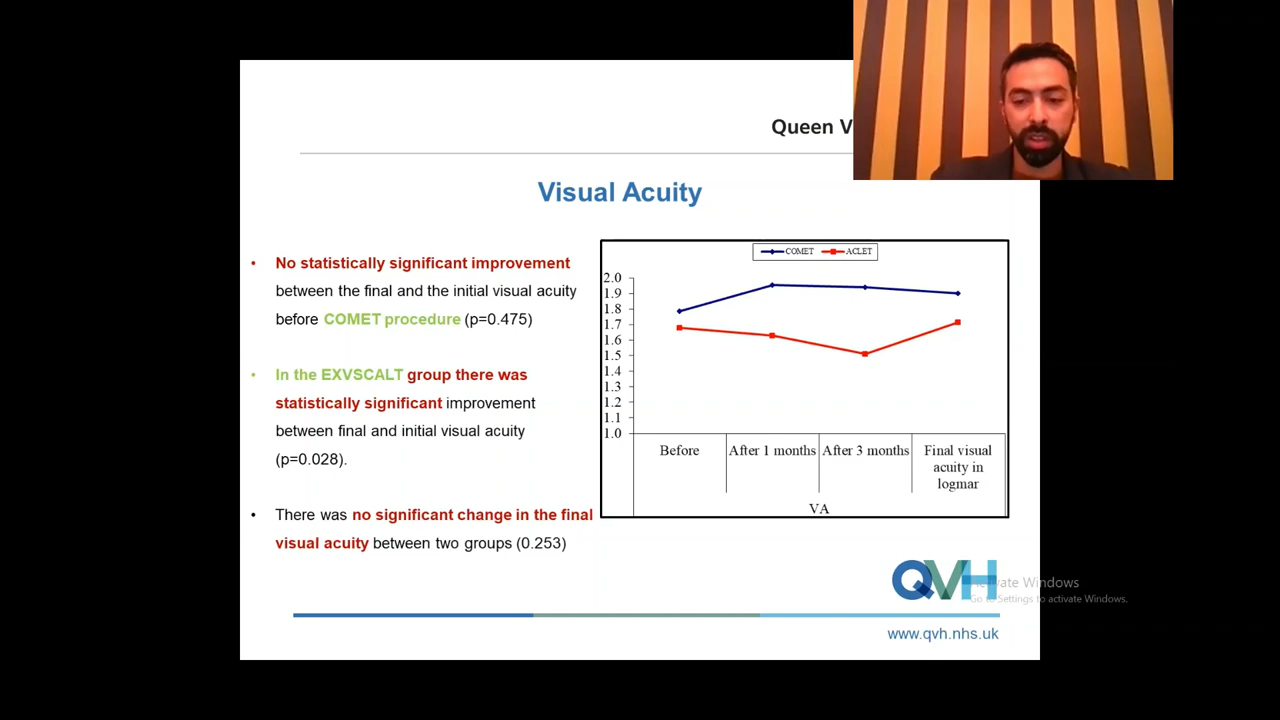 Queen V
Visual Acuity
• No statistically significant improvement
between the final and the initial visual acuity
before COMET procedure (p=0.475)
• In the EXVSCALT group there was
statistically significant improvement
between final and initial visual acuity
(p=0.028).
• There was no significant change in the final
visual acuity between two groups (0.253)
COMET ACLET
2.0
1.9
1.8
1.7
1.6
1.5
1.4
1.3
1.2
1.1
1.0
Before After 1 months After 3 months Final visual
acuity in
logmar
VA
QVH
Activate Windows
Go to Settings to activate Windows.
www.qvh.nhs.uk